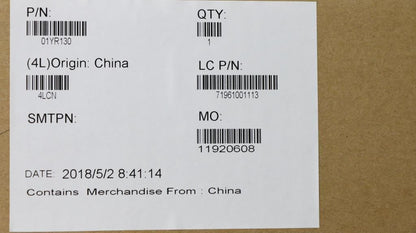 P/N: QTY:
01YR130 1
(4L)Origin: China LC P/N:
4LCN 71961001113
SMTPN: MO:
11920608
DATE: 2018/5/2 8:41:14
Contains Merchandise From : China